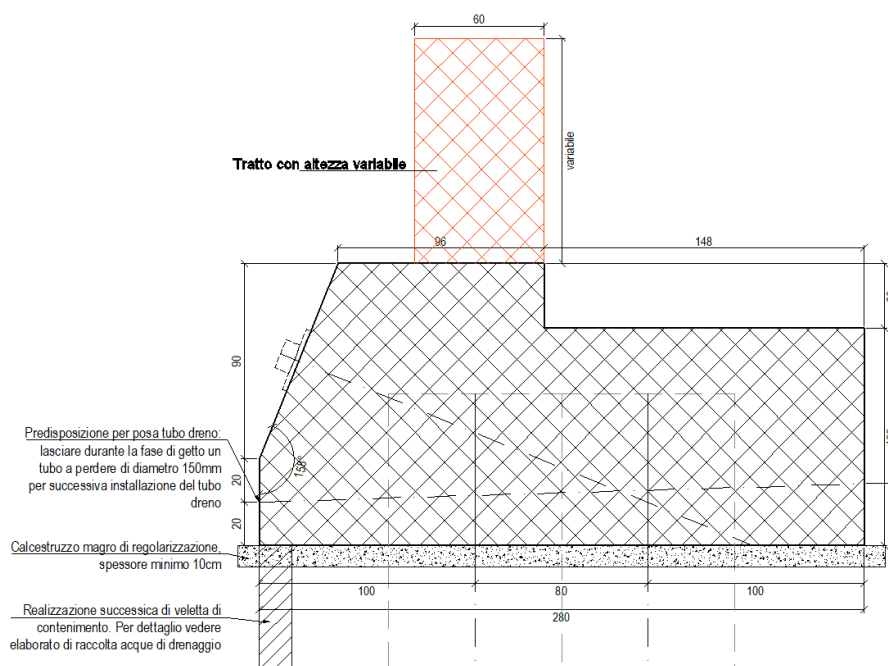 60
variabile
Tratto con altezza variabile
96
148
90
Predisposizione per posa tubo dreno:
lasciare durante la fase di getto un
tubo a perdere di diametro 150mm
per successiva installazione del tubo
dreno
158°
20
20
Calcestruzzo magro di regolarizzazione,
spessore minimo 10cm
100
80
100
280
Realizzazione successica di veletta di
contenimento. Per dettaglio vedere
elaborato di raccolta acque di drenaggio